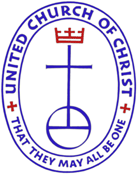 UNITED CHURCH OF CHRIST
THAT THEY MAY ALL BE ONE